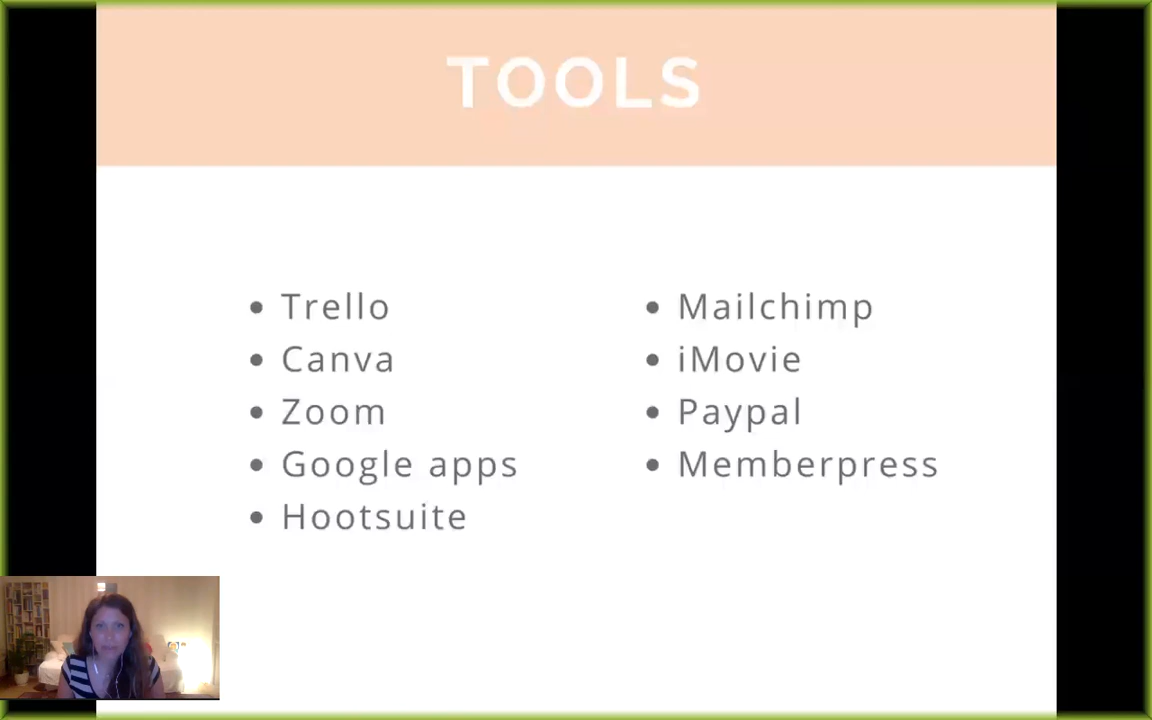 TOOLS
Trello
Canva
Zoom
Google apps
Hootsuite
Mailchimp
iMovie
Paypal
Memberpress